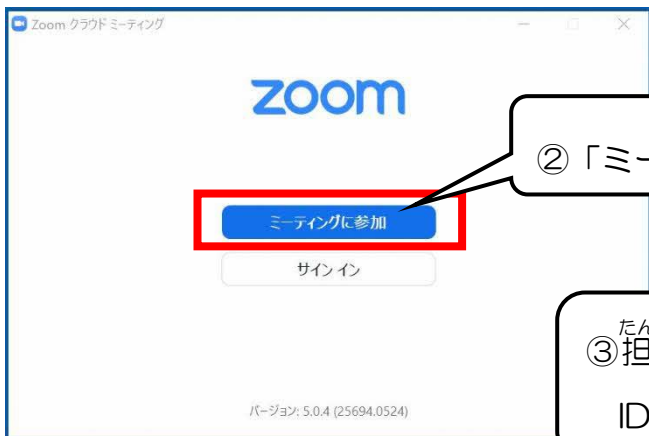 Zoom クラウド ミーティング
zoom
②「ミー
ミーティングに参加
サイン イン
たん
③担
ID
バージョン: 5.0.4 (25694.0524)